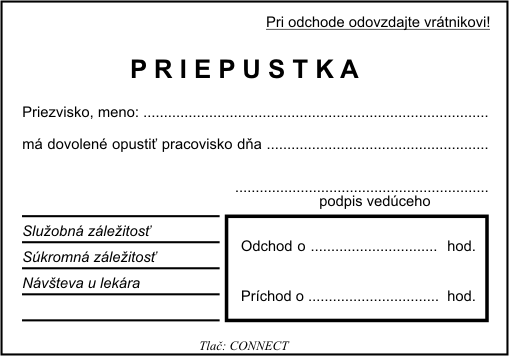 Pri odchode odovzdajte vrátnikovi!
PRIEPUSTKA
Priezvisko, meno: ....................................................................................
má dovolené opustiť pracovisko dňa ......................................................
..............................................................
podpis vedúceho
Služobná záležitosť
Súkromná záležitosť
Návšteva u lekára
Odchod o ............................... hod.
Príchod o ................................ hod.
Tlač: CONNECT